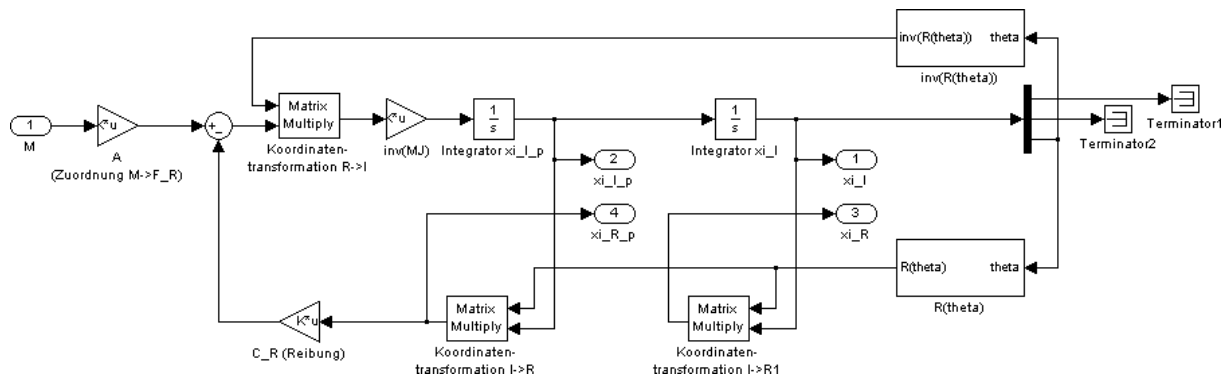 inv(R(theta)) theta
inv(R(theta))
1
M
K*u
A
(Zuordnung M->F_R)
+
-
Matrix
Multiply
Koordinaten-
transformation R->I
K*u
inv(MJ)
1
s
Integrator xi_I_p
1
s
Integrator xi_I
Terminator1
Terminator2
2
xi_I_p
1
xi_I
4
xi_R_p
3
xi_R
R(theta) theta
R(theta)
K*u
C_R (Reibung)
Matrix
Multiply
Koordinaten-
transformation I->R
Matrix
Multiply
Koordinaten-
transformation I->R1